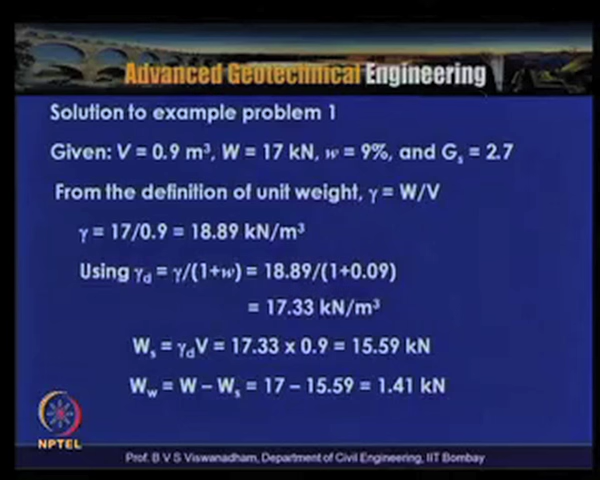 Advanced Geotechnical Engineering
Solution to example problem 1
Given: V = 0.9 m³, W = 17 kN, w = 9%, and Gₛ = 2.7
From the definition of unit weight, γ = W/V
γ = 17/0.9 = 18.89 kN/m³
Using γd = γ/(1+w) = 18.89/(1+0.09)
= 17.33 kN/m³
Wₛ = γdV = 17.33 x 0.9 = 15.59 kN
Ww = W – Wₛ = 17 – 15.59 = 1.41 kN
NPTEL
Prof. B V S Viswanadham, Department of Civil Engineering, IIT Bombay